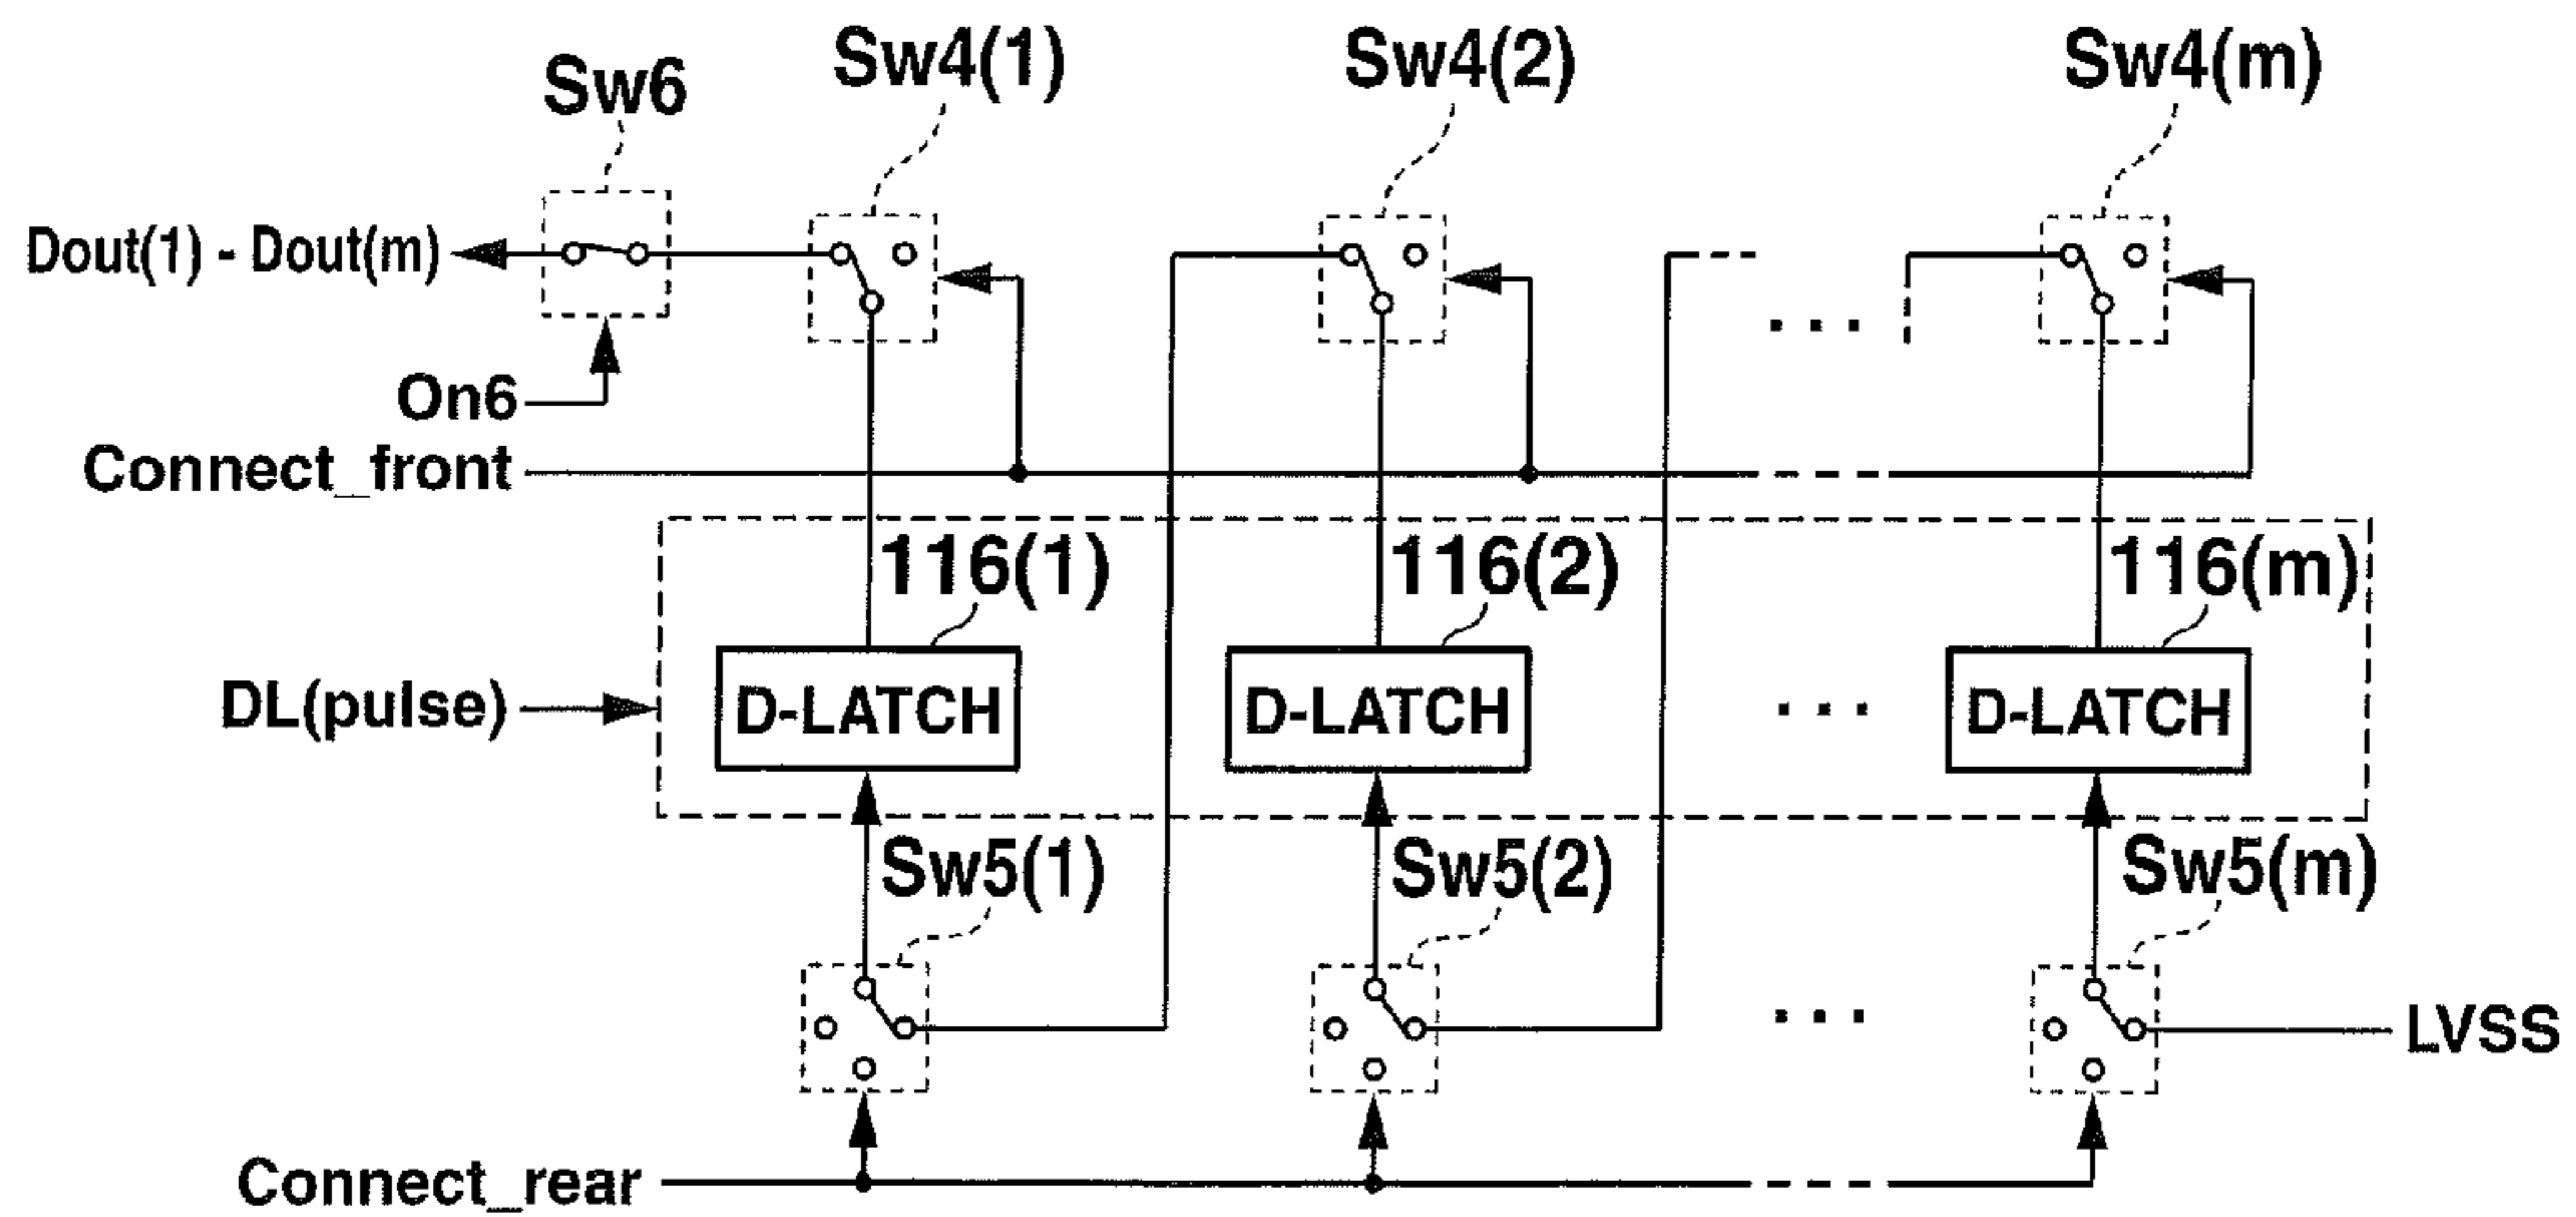 Sw6
Sw4(1)
Sw4(2)
Sw4(m)
Dout(1) - Dout(m)
On6
Connect_front
116(1)
116(2)
116(m)
DL(pulse)
D-LATCH
D-LATCH
. . .
D-LATCH
Sw5(1)
Sw5(2)
Sw5(m)
LVSS
Connect_rear